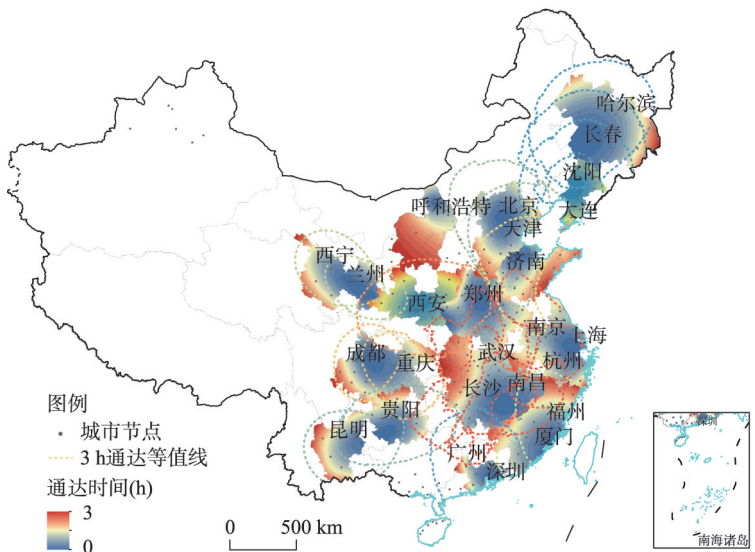 哈尔滨
长春
沈阳
呼和浩特
北京
大连
天津
西宁
济南
兰州
郑州
西安
南京
上海
成都
重庆
武汉
杭州
长沙
南昌
贵阳
福州
昆明
厦门
广州
深圳
图例
城市节点
3 h通达等值线
通达时间(h)
3
0
0 500 km
深圳
南海诸岛